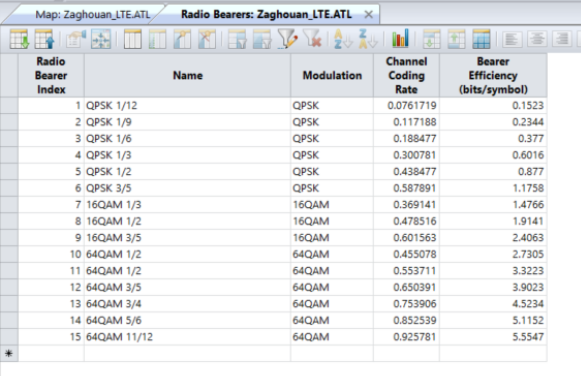 Map: Zaghouan_LTE.ATL Radio Bearers: Zaghouan_LTE.ATL
Radio Bearer Index Name Modulation Channel Coding Rate Bearer Efficiency (bits/symbol)
1 QPSK 1/12 QPSK 0.0761719 0.1523
2 QPSK 1/9 QPSK 0.117188 0.2344
3 QPSK 1/6 QPSK 0.188477 0.377
4 QPSK 1/3 QPSK 0.300781 0.6016
5 QPSK 1/2 QPSK 0.438477 0.877
6 QPSK 3/5 QPSK 0.587891 1.1758
7 16QAM 1/3 16QAM 0.369141 1.4766
8 16QAM 1/2 16QAM 0.478516 1.9141
9 16QAM 3/5 16QAM 0.601563 2.4063
10 64QAM 1/2 64QAM 0.455078 2.7305
11 64QAM 1/2 64QAM 0.553711 3.3223
12 64QAM 3/5 64QAM 0.650391 3.9023
13 64QAM 3/4 64QAM 0.753906 4.5234
14 64QAM 5/6 64QAM 0.852539 5.1152
15 64QAM 11/12 64QAM 0.925781 5.5547